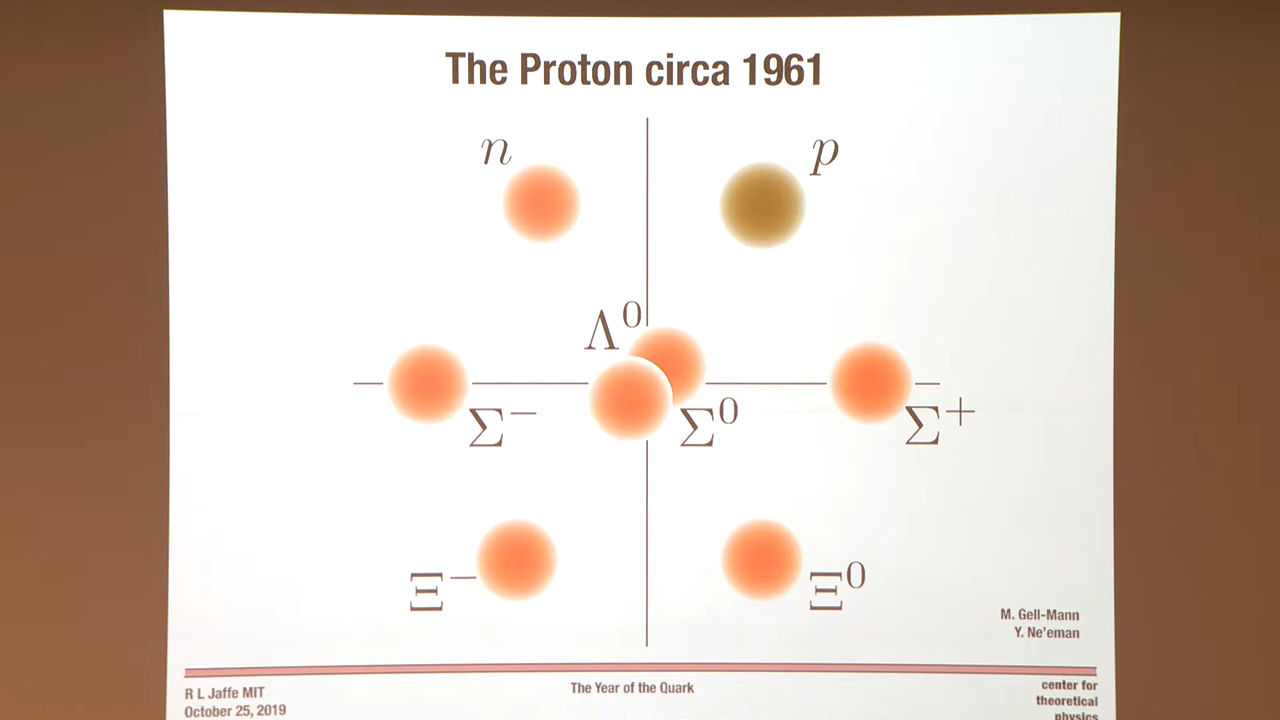 The Proton circa 1961
n
p
Λ⁰
Σ⁻
Σ⁰
Σ⁺
Ξ⁻
Ξ⁰
M. Gell-Mann
Y. Ne'eman
R L Jaffe MIT
October 25, 2019
The Year of the Quark
center for
theoretical
physics